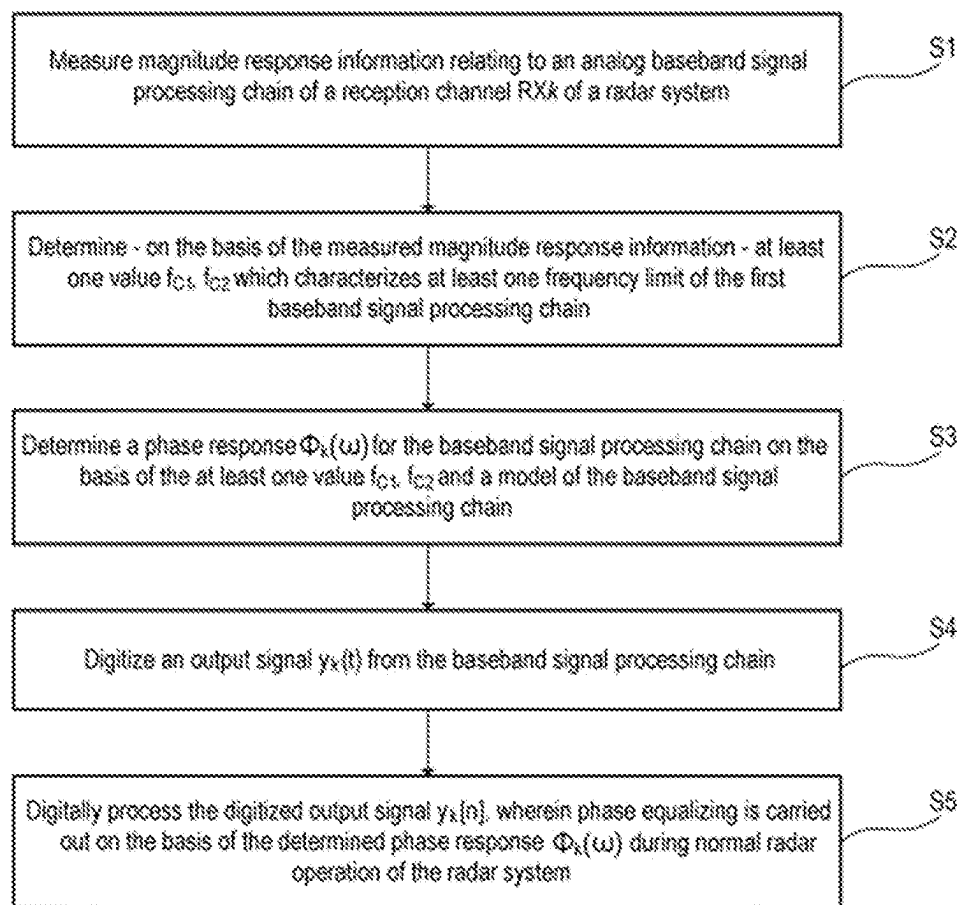 Measure magnitude response information relating to an analog baseband signal
processing chain of a reception channel RXk of a radar system
S1
Determine - on the basis of the measured magnitude response information - at least
one value fC1, fC2 which characterizes at least one frequency limit of the first
baseband signal processing chain
S2
Determine a phase response Φk(ω) for the baseband signal processing chain on the
basis of the at least one value fC1, fC2 and a model of the baseband signal
processing chain
S3
Digitize an output signal yk(t) from the baseband signal processing chain
S4
Digitally process the digitized output signal yk[n], wherein phase equalizing is carried
out on the basis of the determined phase response Φk(ω) during normal radar
operation of the radar system
S5